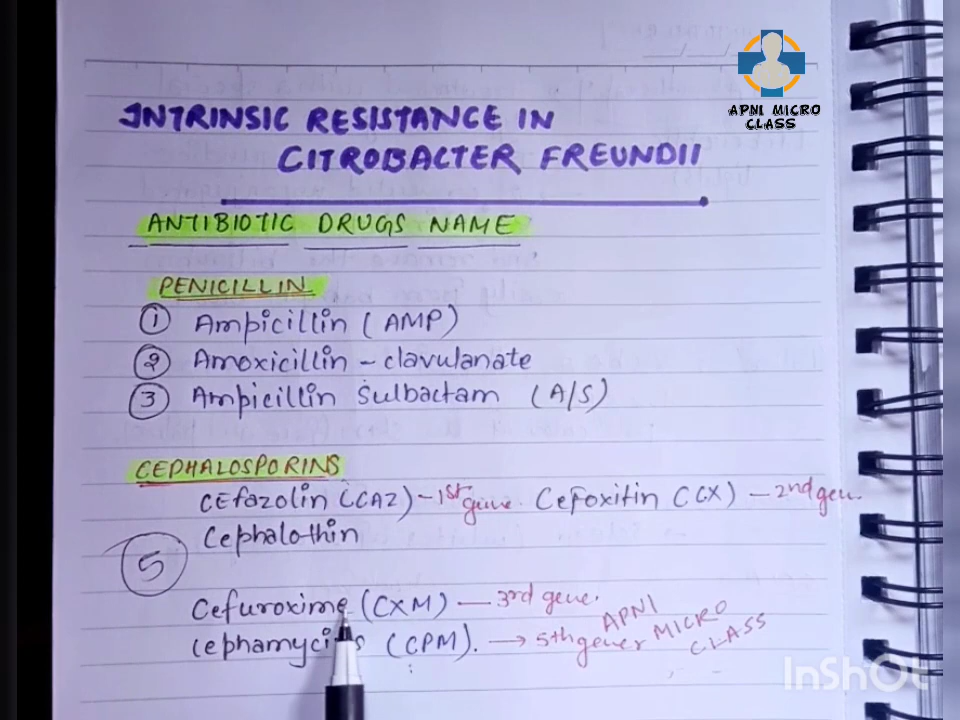 APNI MICRO
CLASS
INTRINSIC RESISTANCE IN
CITROBACTER FREUNDII
ANTIBIOTIC DRUGS NAME
PENICILLIN
① Ampicillin (AMP)
② Amoxicillin - clavulanate
③ Ampicillin Sulbactam (A/S)
CEPHALOSPORINS
CEfazolin (CAZ) - 1st gene. Cefoxitin (CX) - 2nd gen.
Cephalothin
5
Cefuroxime (CXM) - 3rd gene.
(CPM). → 5th gener
APNI
MICRO
CLASS
InShot